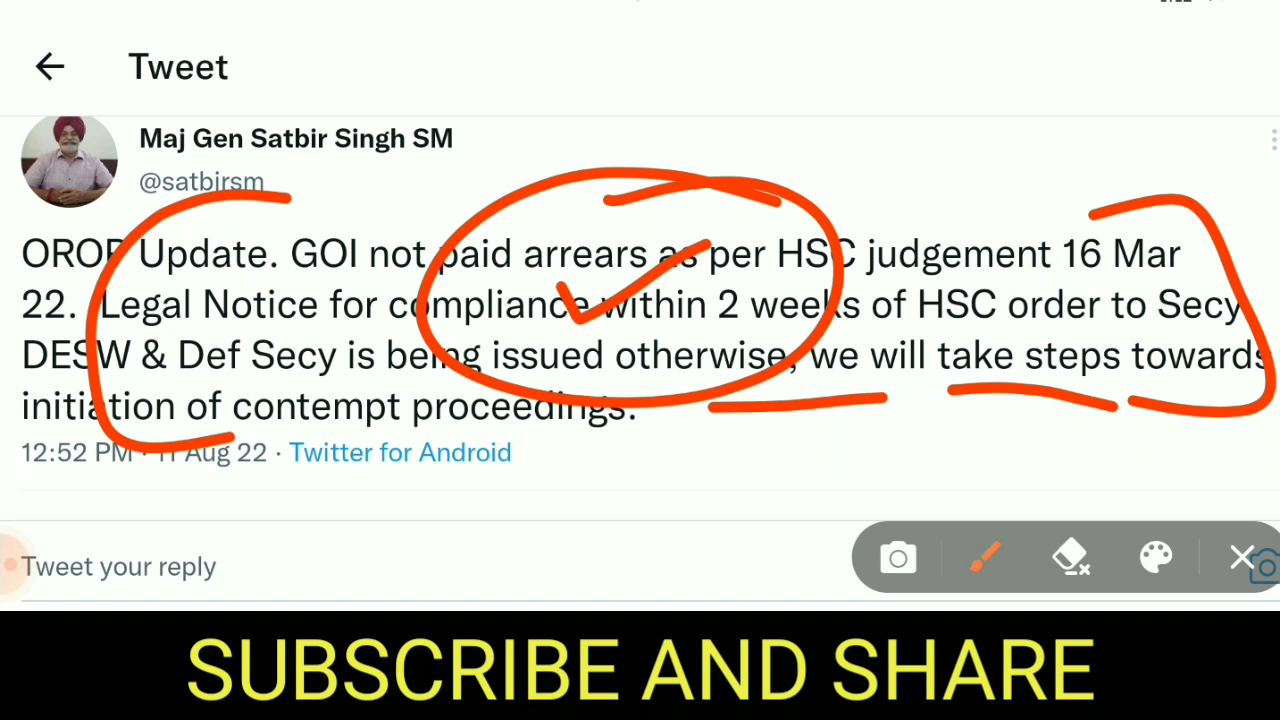 Tweet
Maj Gen Satbir Singh SM
@satbirsm
OROP Update. GOI not paid arrears as per HSC judgement 16 Mar
22. Legal Notice for compliance within 2 weeks of HSC order to Secy
DESW & Def Secy is being issued otherwise, we will take steps towards
initiation of contempt proceedings.
12:52 PM · 11 Aug 22 · Twitter for Android
Tweet your reply
SUBSCRIBE AND SHARE